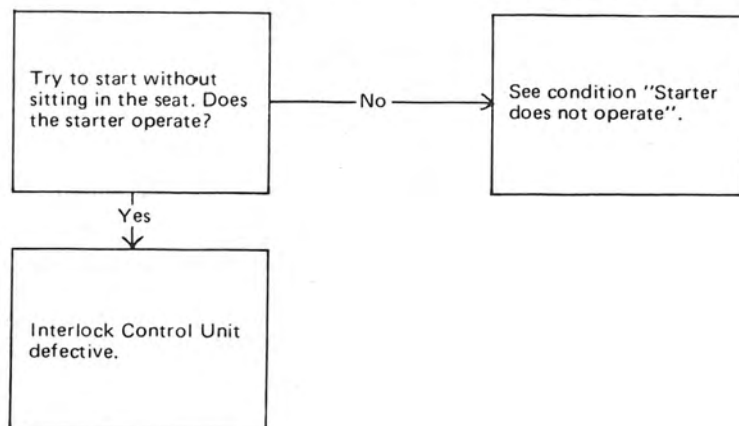 Try to start without
sitting in the seat. Does
the starter operate?
No
See condition "Starter
does not operate".
Yes
Interlock Control Unit
defective.